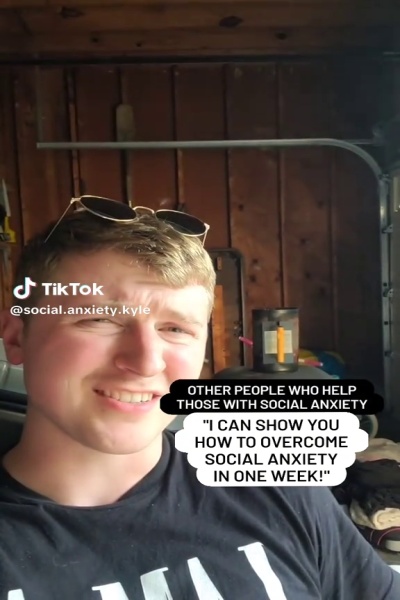 TikTok
@social.anxiety.kyle
OTHER PEOPLE WHO HELP
THOSE WITH SOCIAL ANXIETY
"I CAN SHOW YOU
HOW TO OVERCOME
SOCIAL ANXIETY
IN ONE WEEK!"